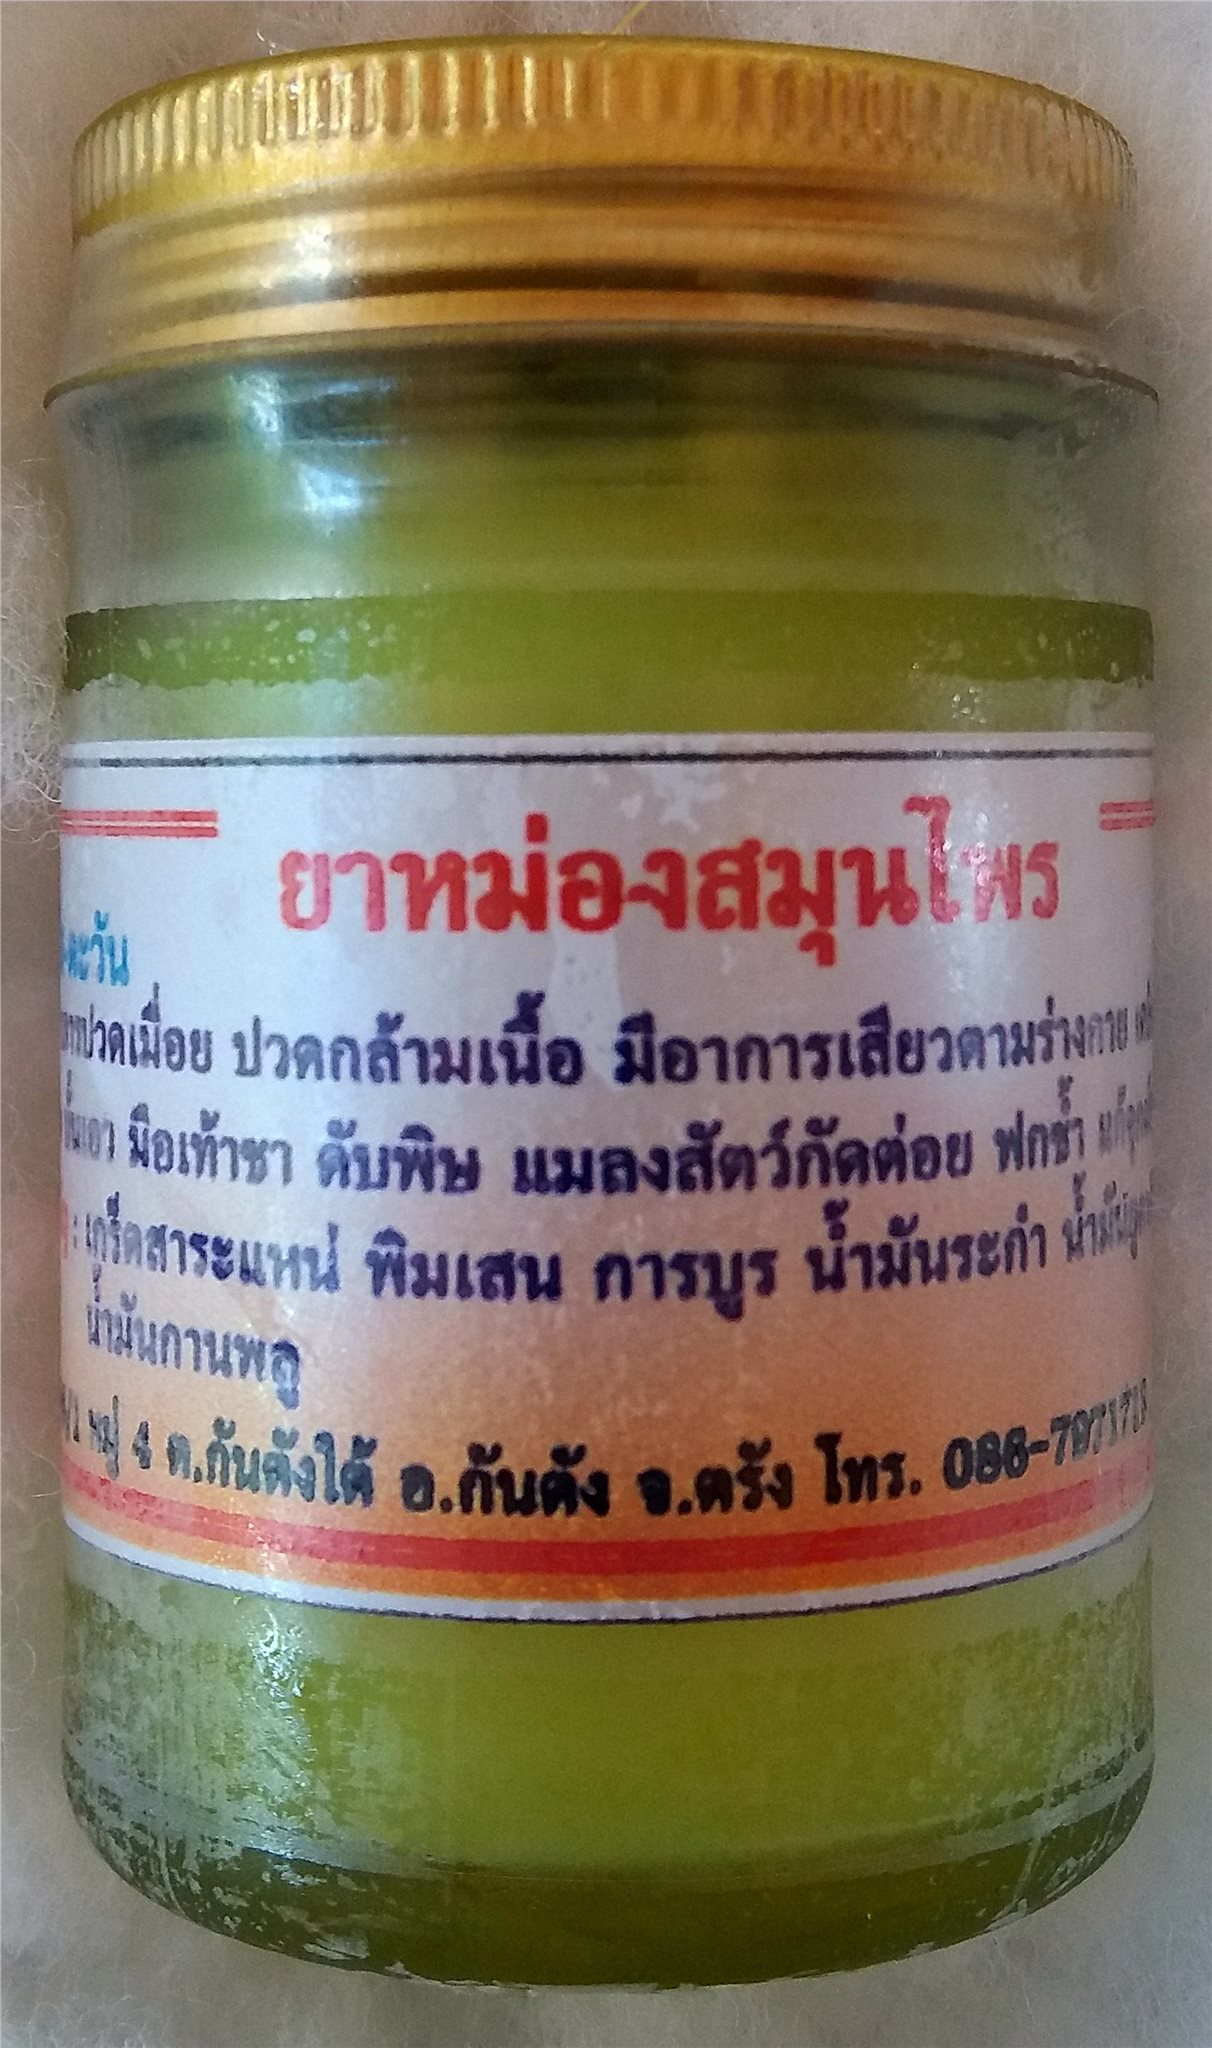 ยาหม่องสมุนไพร
ตะวัน
ปวดเมื่อย ปวดกล้ามเนื้อ มีอาการเสียวตามร่างกาย
มือเท้าชา ดับพิษ แมลงสัตว์กัดต่อย ฟกช้ำ
: เกร็ดสาระแหน่ พิมเสน การบูร น้ำมันระกำ
น้ำมันกานพลู
หมู่ 4 ต.กันตังใต้ อ.กันตัง จ.ตรัง โทร.